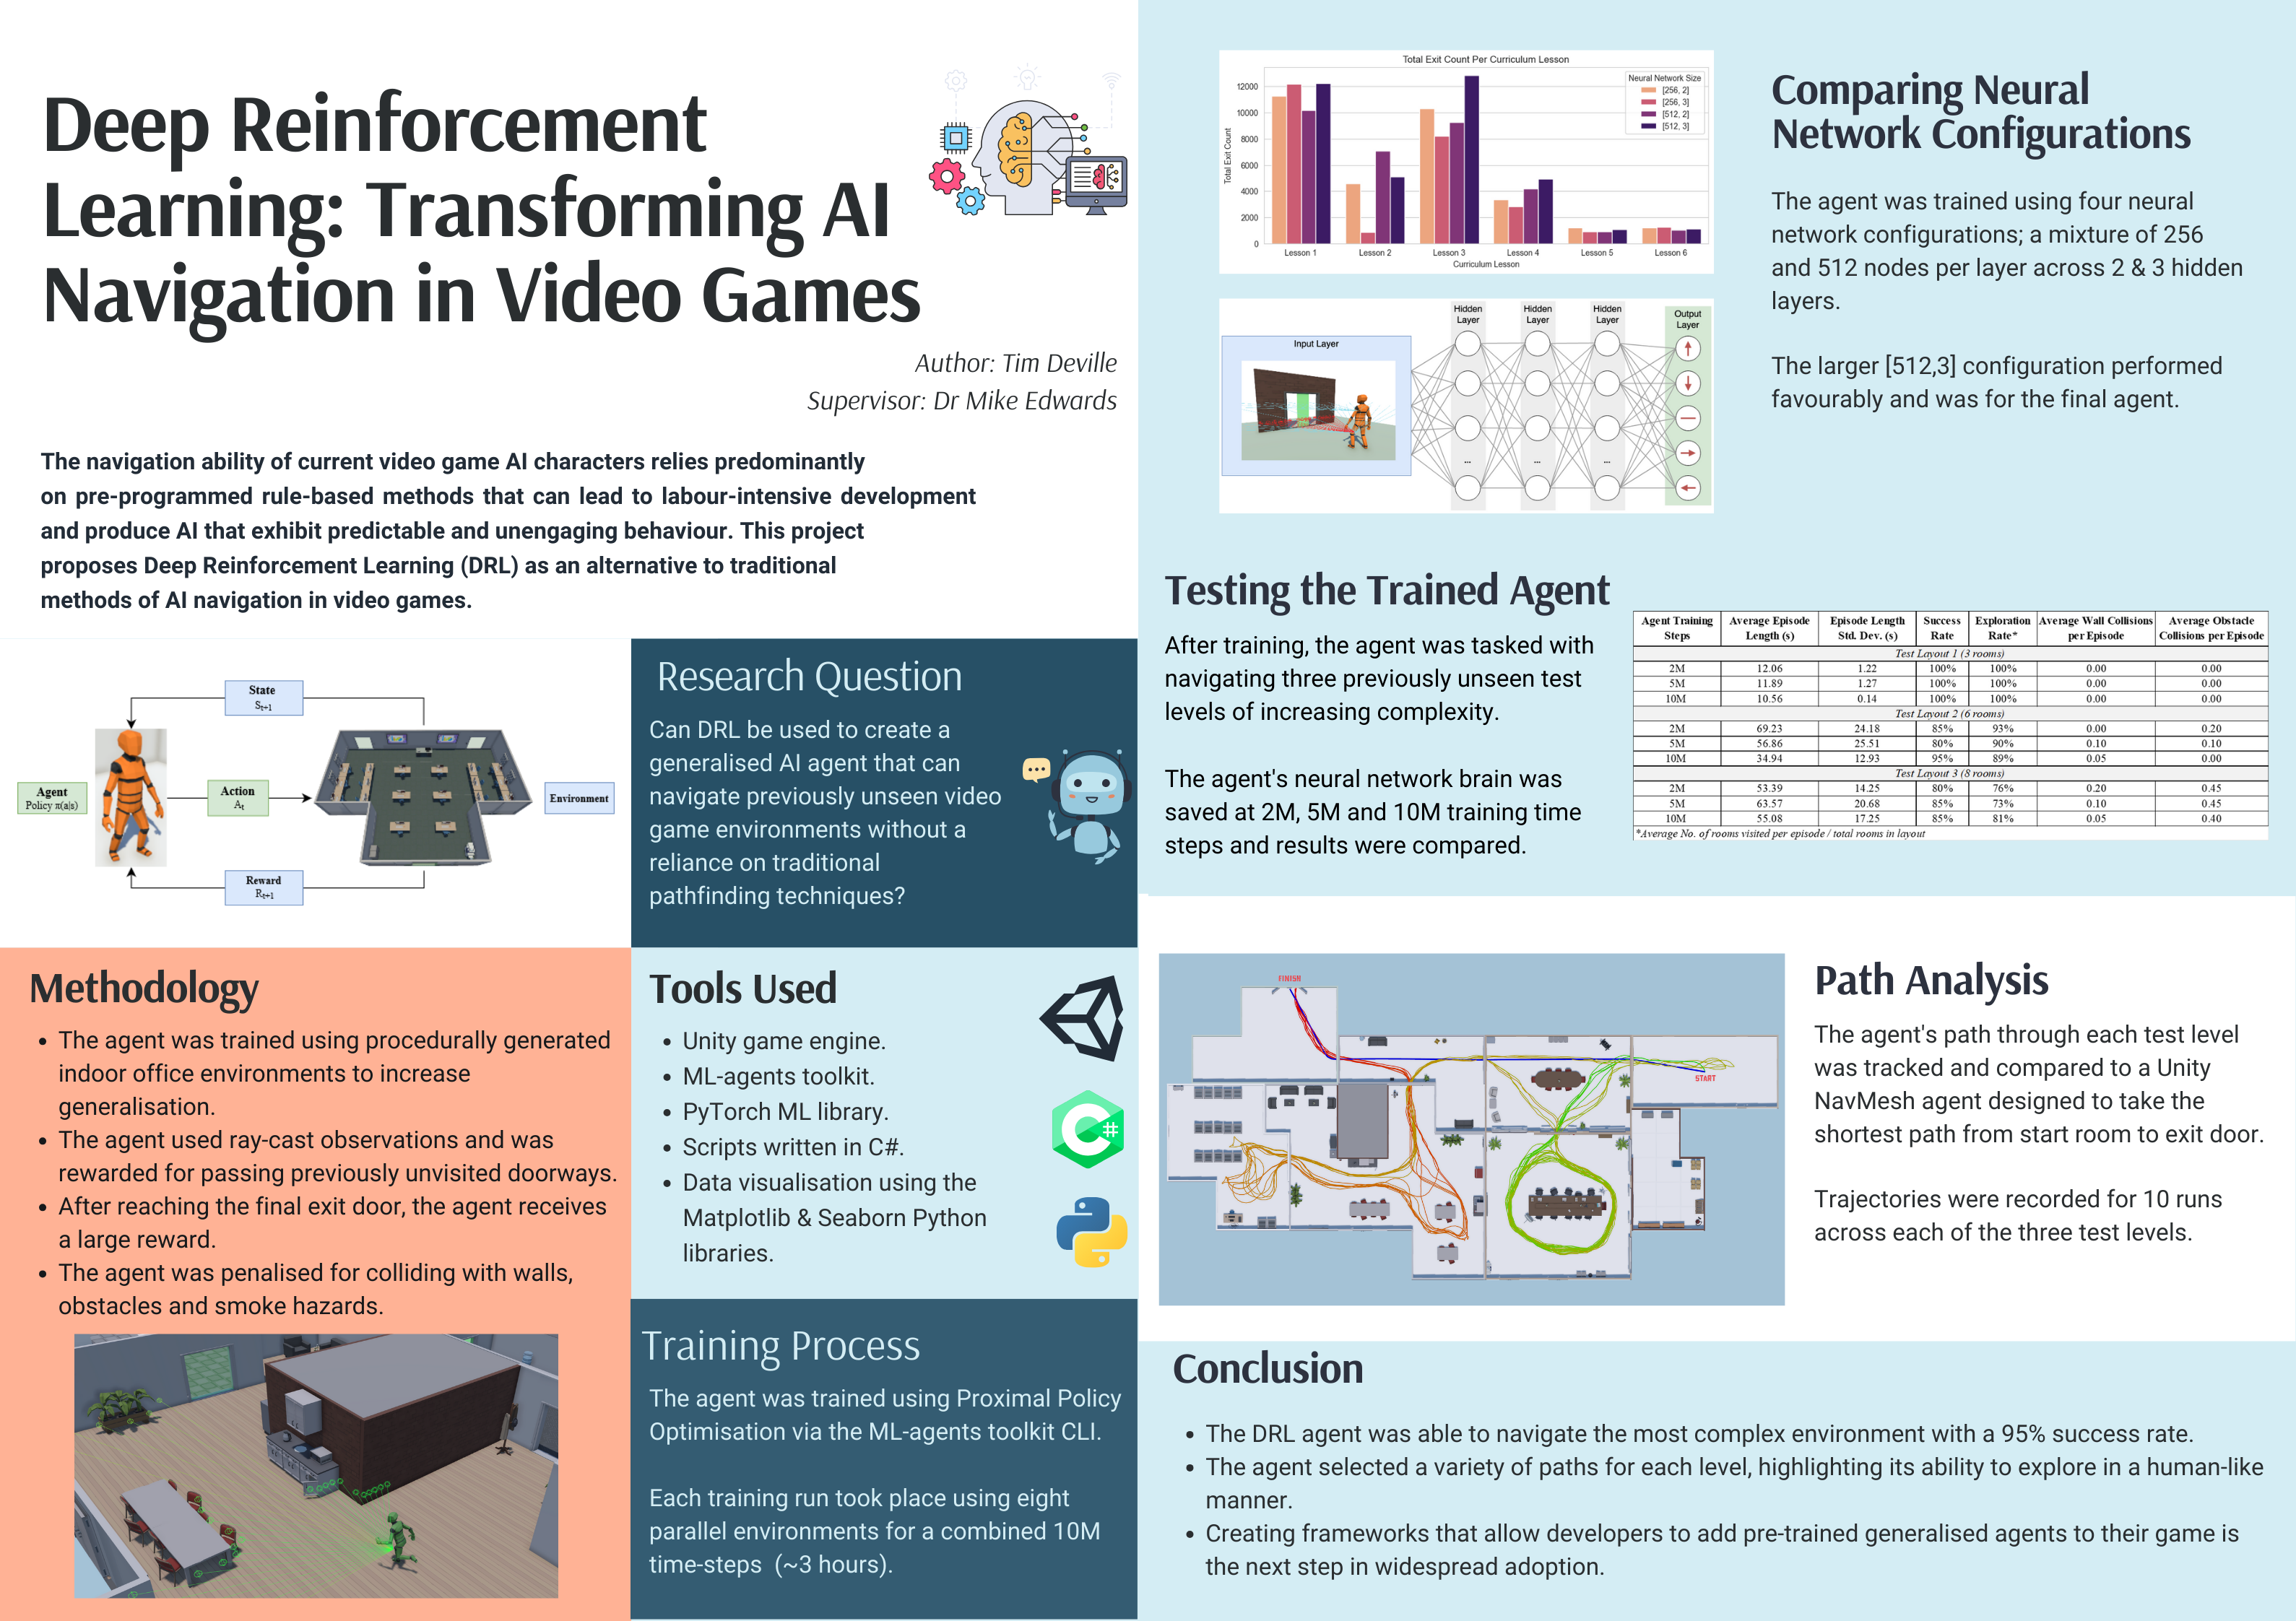 Deep Reinforcement
Learning: Transforming AI
Navigation in Video Games
Author: Tim Deville
Supervisor: Dr Mike Edwards
The navigation ability of current video game AI characters relies predominantly
on pre-programmed rule-based methods that can lead to labour-intensive development
and produce AI that exhibit predictable and unengaging behaviour. This project
proposes Deep Reinforcement Learning (DRL) as an alternative to traditional
methods of AI navigation in video games.
State
St+1
Agent
Policy π(a|s)
Action
At
Environment
Reward
Rt+1
Research Question
Can DRL be used to create a
generalised AI agent that can
navigate previously unseen video
game environments without a
reliance on traditional
pathfinding techniques?
Methodology
• The agent was trained using procedurally generated
indoor office environments to increase
generalisation.
• The agent used ray-cast observations and was
rewarded for passing previously unvisited doorways.
• After reaching the final exit door, the agent receives
a large reward.
• The agent was penalised for colliding with walls,
obstacles and smoke hazards.
Tools Used
• Unity game engine.
• ML-agents toolkit.
• PyTorch ML library.
• Scripts written in C#.
• Data visualisation using the
Matplotlib & Seaborn Python
libraries.
C#
Training Process
The agent was trained using Proximal Policy
Optimisation via the ML-agents toolkit CLI.
Each training run took place using eight
parallel environments for a combined 10M
time-steps (~3 hours).
Total Exit Count Per Curriculum Lesson
Neural Network Size
[256, 2]
[256, 3]
[512, 2]
[512, 3]
Total Exit Count
12000
10000
8000
6000
4000
2000
0
Lesson 1 Lesson 2 Lesson 3 Lesson 4 Lesson 5 Lesson 6
Curriculum Lesson
Input Layer
Hidden
Layer
Hidden
Layer
Hidden
Layer
Output
Layer
... ... ...
Comparing Neural
Network Configurations
The agent was trained using four neural
network configurations; a mixture of 256
and 512 nodes per layer across 2 & 3 hidden
layers.
The larger [512,3] configuration performed
favourably and was for the final agent.
Testing the Trained Agent
After training, the agent was tasked with
navigating three previously unseen test
levels of increasing complexity.
The agent's neural network brain was
saved at 2M, 5M and 10M training time
steps and results were compared.
Agent Training Steps Average Episode Length (s) Episode Length Std. Dev. (s) Success Rate Exploration Rate* Average Wall Collisions per Episode Average Obstacle Collisions per Episode
Test Layout 1 (3 rooms)
2M 12.06 1.22 100% 100% 0.00 0.00
5M 11.89 1.27 100% 100% 0.00 0.00
10M 10.56 0.14 100% 100% 0.00 0.00
Test Layout 2 (6 rooms)
2M 69.23 24.18 85% 93% 0.00 0.20
5M 56.86 25.51 80% 90% 0.10 0.10
10M 34.94 12.93 95% 89% 0.05 0.00
Test Layout 3 (8 rooms)
2M 53.39 14.25 80% 76% 0.20 0.45
5M 63.57 20.68 85% 73% 0.10 0.45
10M 55.08 17.25 85% 81% 0.05 0.40
*Average No. of rooms visited per episode / total rooms in layout
FINISH
START
Path Analysis
The agent's path through each test level
was tracked and compared to a Unity
NavMesh agent designed to take the
shortest path from start room to exit door.
Trajectories were recorded for 10 runs
across each of the three test levels.
Conclusion
• The DRL agent was able to navigate the most complex environment with a 95% success rate.
• The agent selected a variety of paths for each level, highlighting its ability to explore in a human-like
manner.
• Creating frameworks that allow developers to add pre-trained generalised agents to their game is
the next step in widespread adoption.